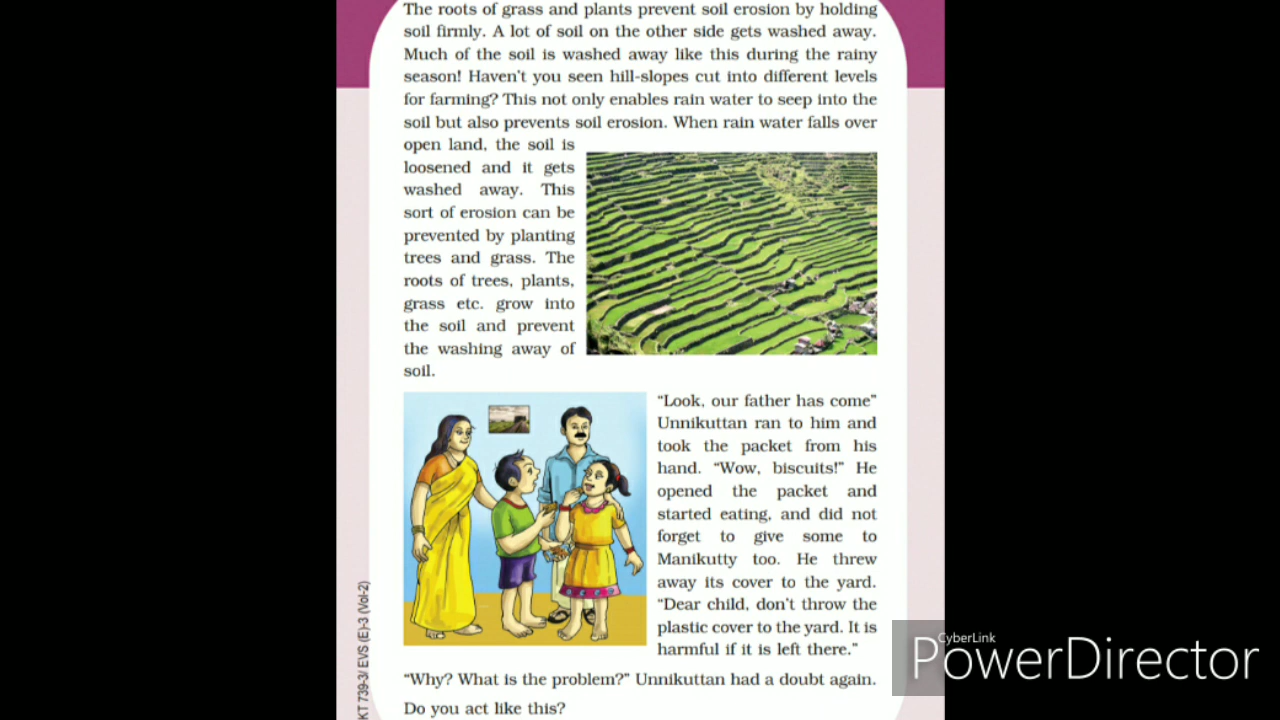 The roots of grass and plants prevent soil erosion by holding
soil firmly. A lot of soil on the other side gets washed away.
Much of the soil is washed away like this during the rainy
season! Haven't you seen hill-slopes cut into different levels
for farming? This not only enables rain water to seep into the
soil but also prevents soil erosion. When rain water falls over
open land, the soil is
loosened and it gets
washed away. This
sort of erosion can be
prevented by planting
trees and grass. The
roots of trees, plants,
grass etc. grow into
the soil and prevent
the washing away of
soil.
"Look, our father has come"
Unnikuttan ran to him and
took the packet from his
hand. "Wow, biscuits!" He
opened the packet and
started eating, and did not
forget to give some to
Manikutty too. He threw
away its cover to the yard.
"Dear child, don't throw the
plastic cover to the yard. It is
harmful if it is left there."
"Why? What is the problem?" Unnikuttan had a doubt again.
Do you act like this?
KT 739-3/ EVS (E)-3 (Vol-2)
CyberLink
PowerDirector